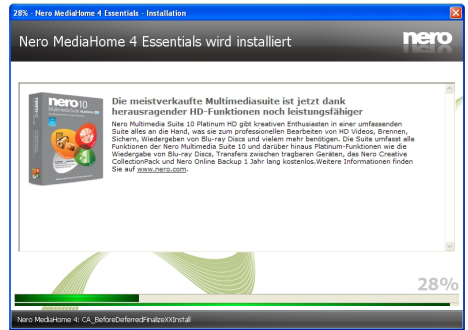 28% - Nero MediaHome 4 Essentials - Installation
Nero MediaHome 4 Essentials wird installiert
nero
nero 10
Multimedia Suite
Die meistverkaufte Multimediasuite ist jetzt dank
herausragender HD-Funktionen noch leistungsfähiger
Nero Multimedia Suite 10 Platinum HD gibt kreativen Enthusiasten in einer umfassenden
Suite alles an die Hand, was sie zum professionellen Bearbeiten von HD Videos, Brennen,
Sichern, Wiedergeben von Blu-ray Discs und vielem mehr benötigen. Die Suite umfasst alle
Funktionen der Nero Multimedia Suite 10 und darüber hinaus Platinum-Funktionen wie die
Wiedergabe von Blu-ray Discs, Transfers zwischen tragbaren Geräten, das Nero Creative
CollectionPack und Nero Online Backup 1 Jahr lang kostenlos.Weitere Informationen finden
Sie auf www.nero.com.
28%
Nero MediaHome 4: CA_BeforeDeferredFinalizeXXInstall